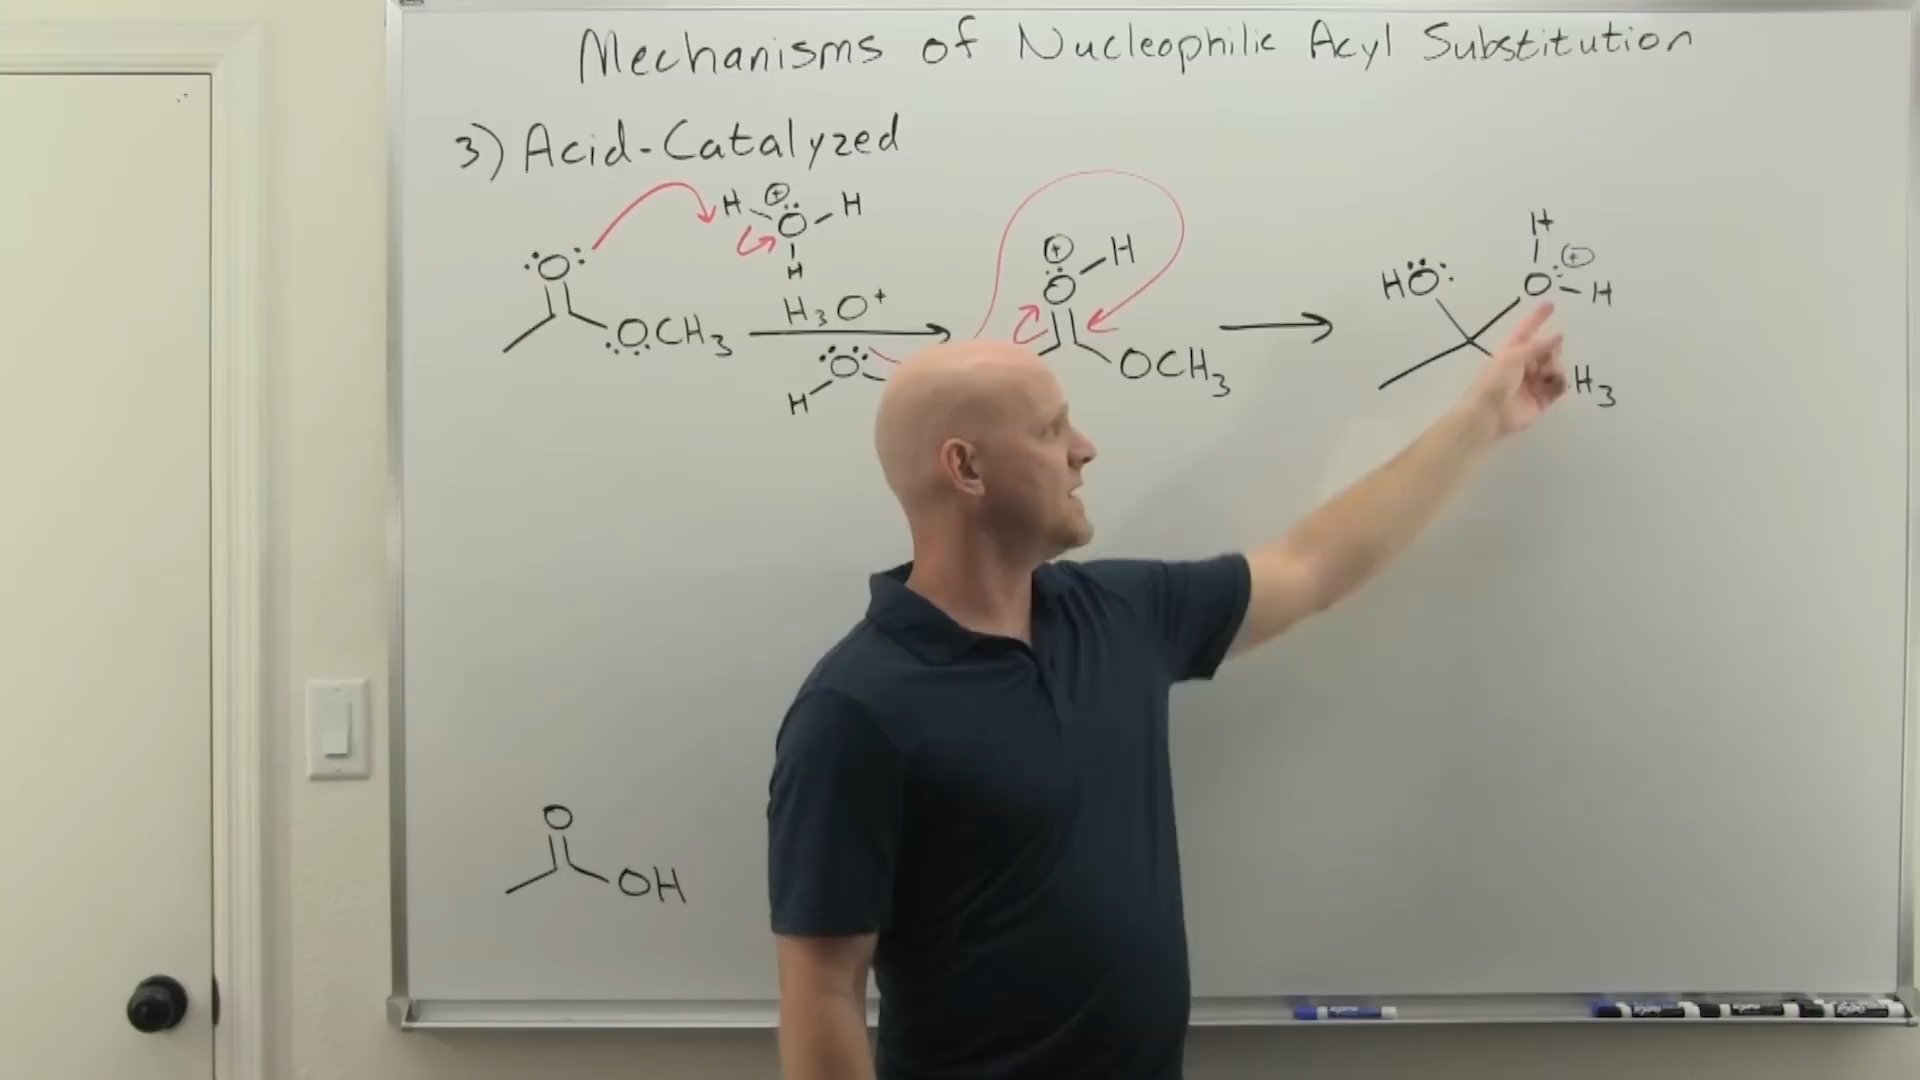 Mechanisms of Nucleophilic Acyl Substitution
3) Acid-Catalyzed
H ⊕ O H
H
O
OCH3
H3O+
O
H
⊕
O H
OCH3
H
HO O ⊕ H
H3
O
OH